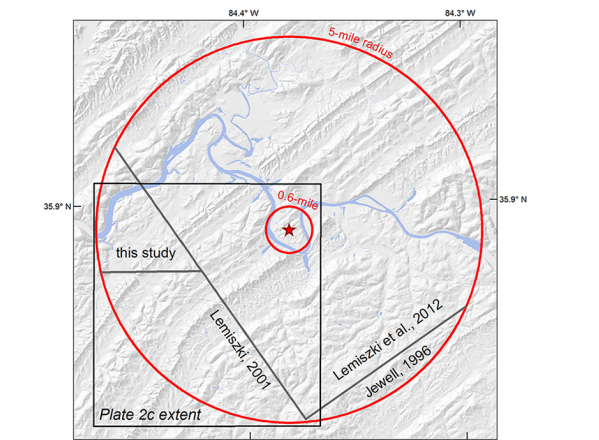 84.4° W
84.3° W
5-mile radius
35.9° N
35.9° N
0.6-mile
this study
Lemiszki, 2001
Lemiszki et al., 2012
Jewell, 1996
Plate 2c extent